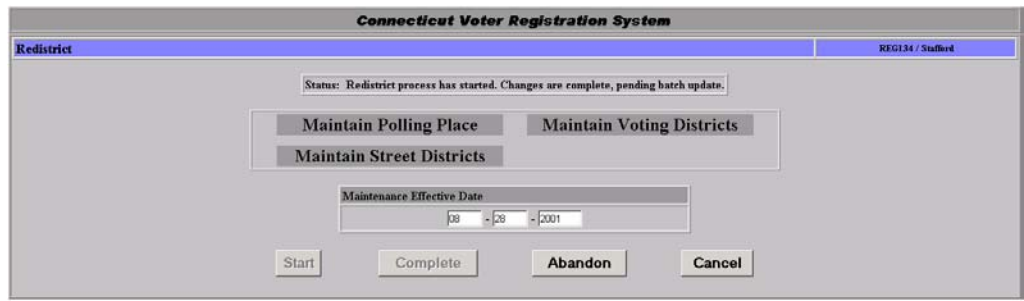 Connecticut Voter Registration System
Redistrict REG134 / Stafford
Status: Redistrict process has started. Changes are complete, pending batch update.
Maintain Polling Place Maintain Voting Districts
Maintain Street Districts
Maintenance Effective Date
08 - 28 - 2001
Start Complete Abandon Cancel